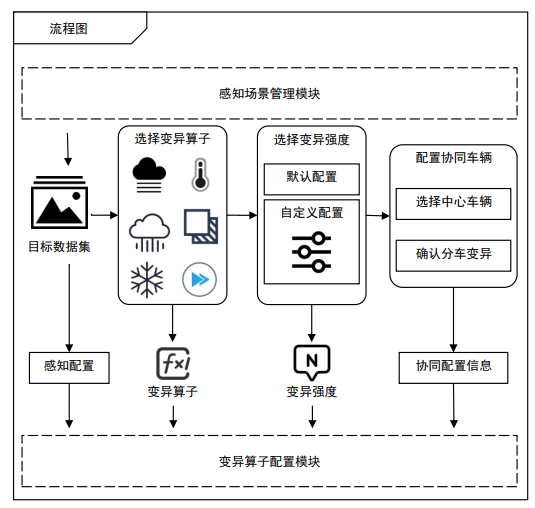 流程图
感知场景管理模块
选择变异算子
选择变异强度
默认配置
自定义配置
配置协同车辆
选择中心车辆
确认分车变异
目标数据集
感知配置
fx/
变异算子
N
变异强度
协同配置信息
变异算子配置模块